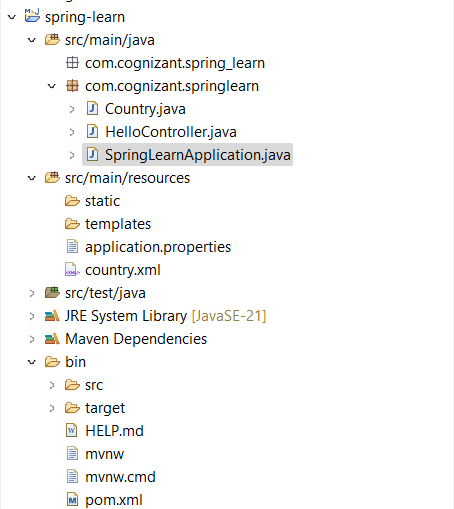 spring-learn
src/main/java
com.cognizant.spring_learn
com.cognizant.springlearn
Country.java
HelloController.java
SpringLearnApplication.java
src/main/resources
static
templates
application.properties
country.xml
src/test/java
JRE System Library [JavaSE-21]
Maven Dependencies
bin
src
target
HELP.md
mvnw
mvnw.cmd
pom.xml